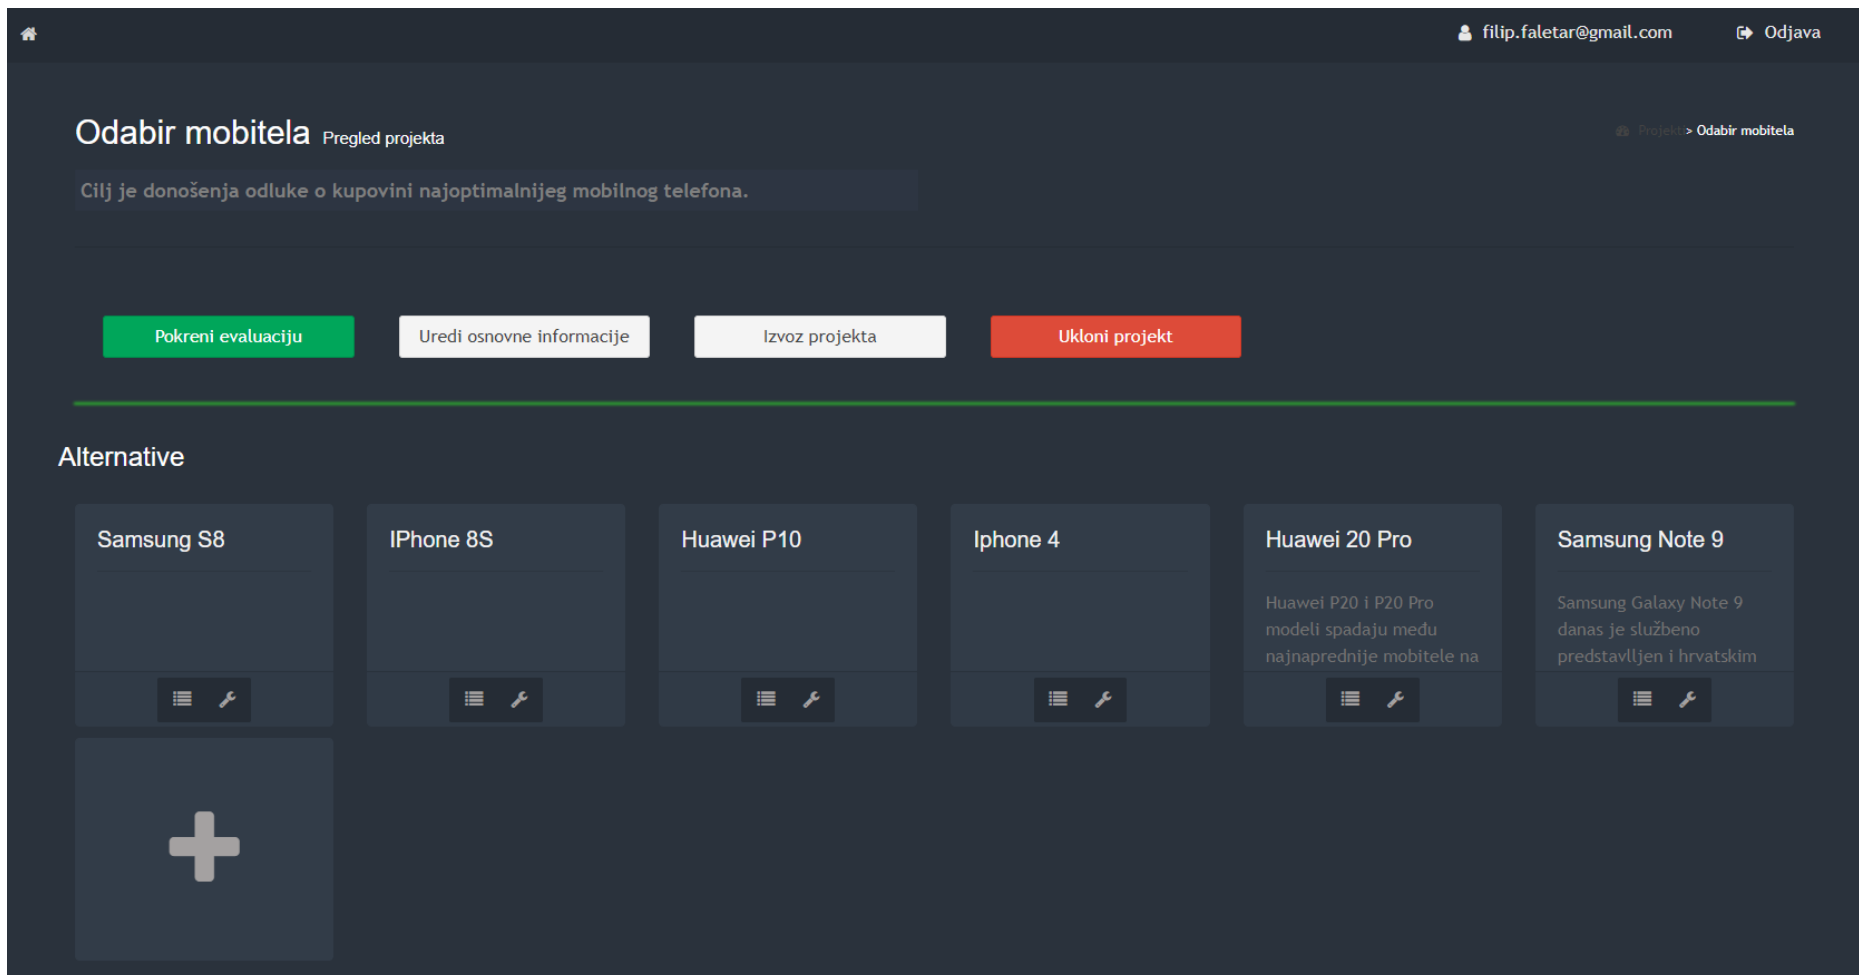 filip.faletar@gmail.com Odjava
Odabir mobitela Pregled projekta
Projekti > Odabir mobitela
Cilj je donošenja odluke o kupovini najoptimalnijeg mobilnog telefona.
Pokreni evaluaciju Uredi osnovne informacije Izvoz projekta Ukloni projekt
Alternative
Samsung S8
IPhone 8S
Huawei P10
Iphone 4
Huawei 20 Pro
Huawei P20 i P20 Pro
modeli spadaju među
najnaprednije mobitele na
Samsung Note 9
Samsung Galaxy Note 9
danas je službeno
predstavlljen i hrvatskim